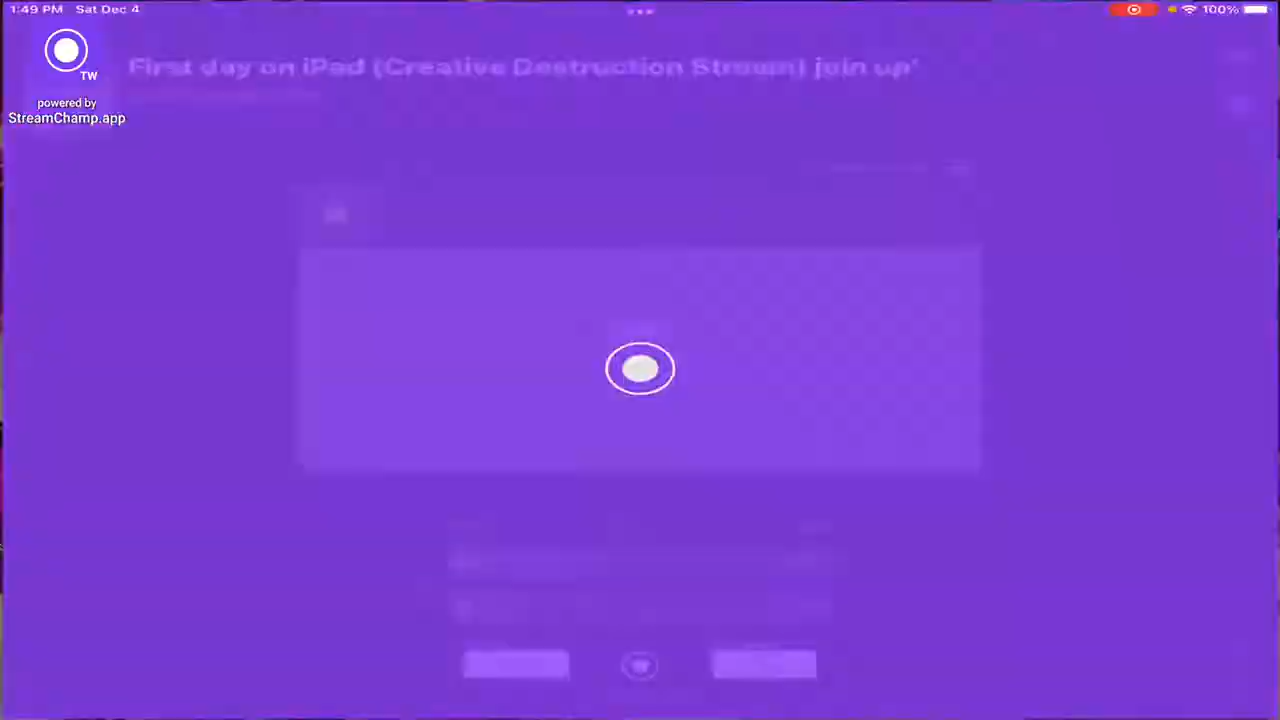 1:49 PM Sat Dec 4
100%
TW
First day on iPad (Creative Destruction Stream) join up'
powered by
StreamChamp.app